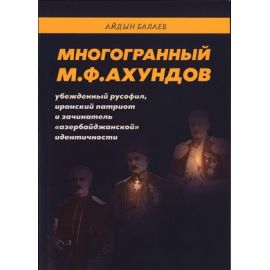 АЙДЫН БАЛАЕВ
МНОГОГРАННЫЙ
М.Ф.АХУНДОВ
убежденный русофил,
иранский патриот
и зачинатель
«азербайджанской»
идентичности